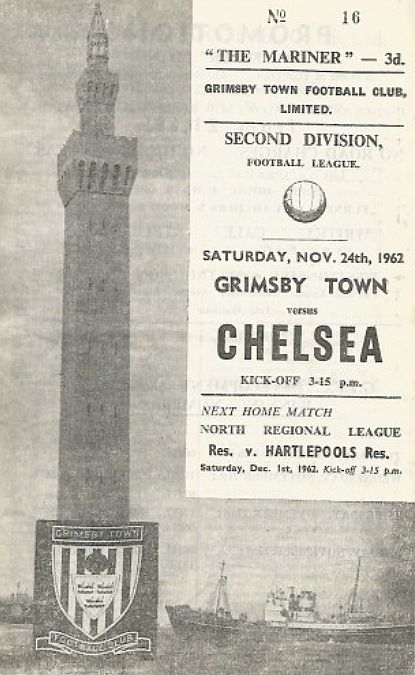 No 16
"THE MARINER" — 3d.
GRIMSBY TOWN FOOTBALL CLUB,
LIMITED.
SECOND DIVISION,
FOOTBALL LEAGUE.
SATURDAY, NOV. 24th, 1962
GRIMSBY TOWN
versus
CHELSEA
KICK-OFF 3-15 p.m.
NEXT HOME MATCH
NORTH REGIONAL LEAGUE
Res. v. HARTLEPOOLS Res.
Saturday, Dec. 1st, 1962. Kick-off 3-15 p.m.
GRIMSBY TOWN
FOOTBALL CLUB